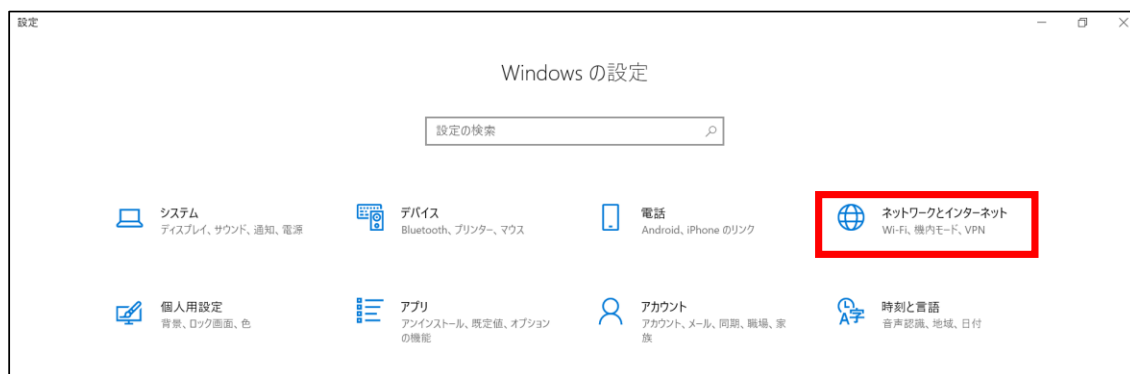 設定
Windows の設定
設定の検索
システム
ディスプレイ、サウンド、通知、電源
デバイス
Bluetooth、プリンター、マウス
電話
Android、iPhone のリンク
ネットワークとインターネット
Wi-Fi、機内モード、VPN
個人用設定
背景、ロック画面、色
アプリ
アンインストール、既定値、オプション
の機能
アカウント
アカウント、メール、同期、職場、家
族
時刻と言語
音声認識、地域、日付